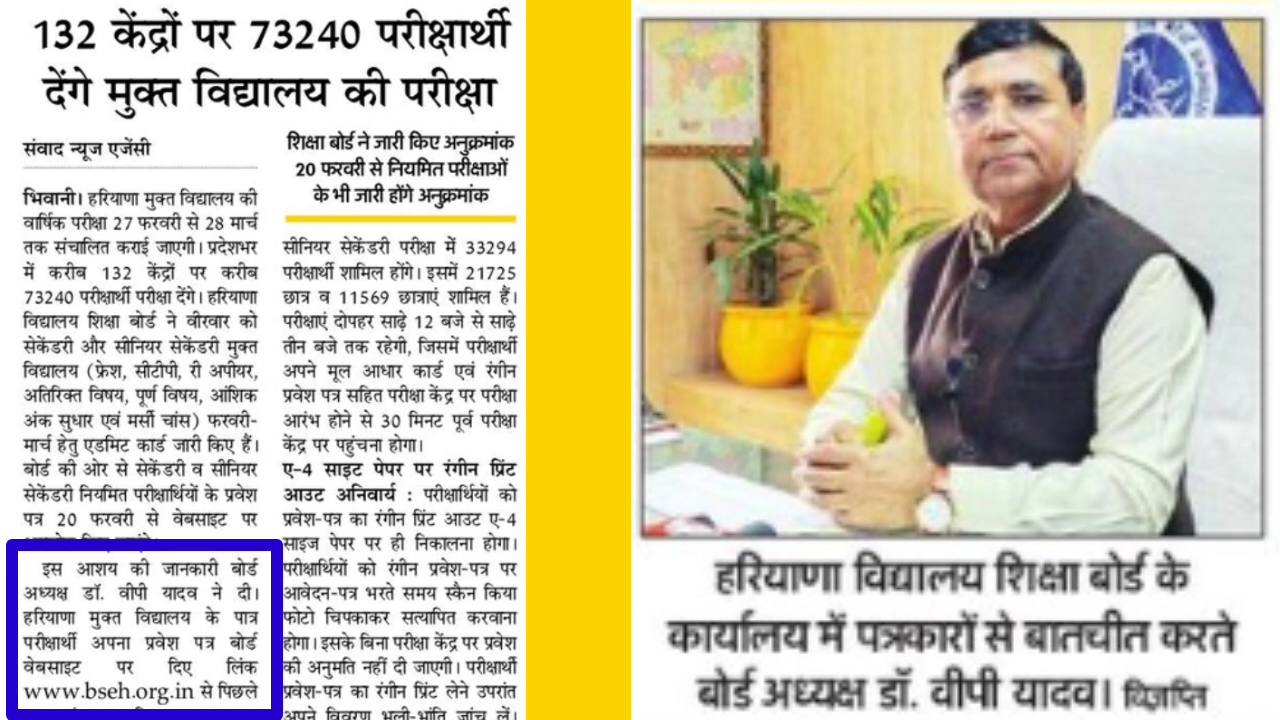 132 केंद्रों पर 73240 परीक्षार्थी
देंगे मुक्त विद्यालय की परीक्षा
संवाद न्यूज एजेंसी
भिवानी। हरियाणा मुक्त विद्यालय की
वार्षिक परीक्षा 27 फरवरी से 28 मार्च
तक संचालित कराई जाएगी। प्रदेशभर
में करीब 132 केंद्रों पर करीब
73240 परीक्षार्थी परीक्षा देंगे। हरियाणा
विद्यालय शिक्षा बोर्ड ने वीरवार को
सेकेंडरी और सीनियर सेकेंडरी मुक्त
विद्यालय (फ्रेश, सीटीपी, री अपीयर,
अतिरिक्त विषय, पूर्ण विषय, आंशिक
अंक सुधार एवं मर्सी चांस) फरवरी-
मार्च हेतु एडमिट कार्ड जारी किए हैं।
बोर्ड की ओर से सेकेंडरी व सीनियर
सेकेंडरी नियमित परीक्षार्थियों के प्रवेश
पत्र 20 फरवरी से वेबसाइट पर
इस आशय की जानकारी बोर्ड
अध्यक्ष डॉ. वीपी यादव ने दी।
हरियाणा मुक्त विद्यालय के पात्र
परीक्षार्थी अपना प्रवेश पत्र बोर्ड
वेबसाइट पर दिए लिंक
www.bseh.org.in से पिछले
शिक्षा बोर्ड ने जारी किए अनुक्रमांक
20 फरवरी से नियमित परीक्षाओं
के भी जारी होंगे अनुक्रमांक
सीनियर सेकेंडरी परीक्षा में 33294
परीक्षार्थी शामिल होंगे। इसमें 21725
छात्र व 11569 छात्राएं शामिल हैं।
परीक्षाएं दोपहर साढ़े 12 बजे से साढ़े
तीन बजे तक रहेगी, जिसमें परीक्षार्थी
अपने मूल आधार कार्ड एवं रंगीन
प्रवेश पत्र सहित परीक्षा केंद्र पर परीक्षा
आरंभ होने से 30 मिनट पूर्व परीक्षा
केंद्र पर पहुंचना होगा।
ए-4 साइट पेपर पर रंगीन प्रिंट
आउट अनिवार्य : परीक्षार्थियों को
प्रवेश-पत्र का रंगीन प्रिंट आउट ए-4
साइज पेपर पर ही निकालना होगा।
परीक्षार्थियों को रंगीन प्रवेश-पत्र पर
आवेदन-पत्र भरते समय स्कैन किया
फोटो चिपकाकर सत्यापित करवाना
होगा। इसके बिना परीक्षा केंद्र पर प्रवेश
की अनुमति नहीं दी जाएगी। परीक्षार्थी
प्रवेश-पत्र का रंगीन प्रिंट लेने उपरांत
अपने विवरण भली-भांति जांच लें।
हरियाणा विद्यालय शिक्षा बोर्ड के
कार्यालय में पत्रकारों से बातचीत करते
बोर्ड अध्यक्ष डॉ. वीपी यादव। विज्ञप्ति